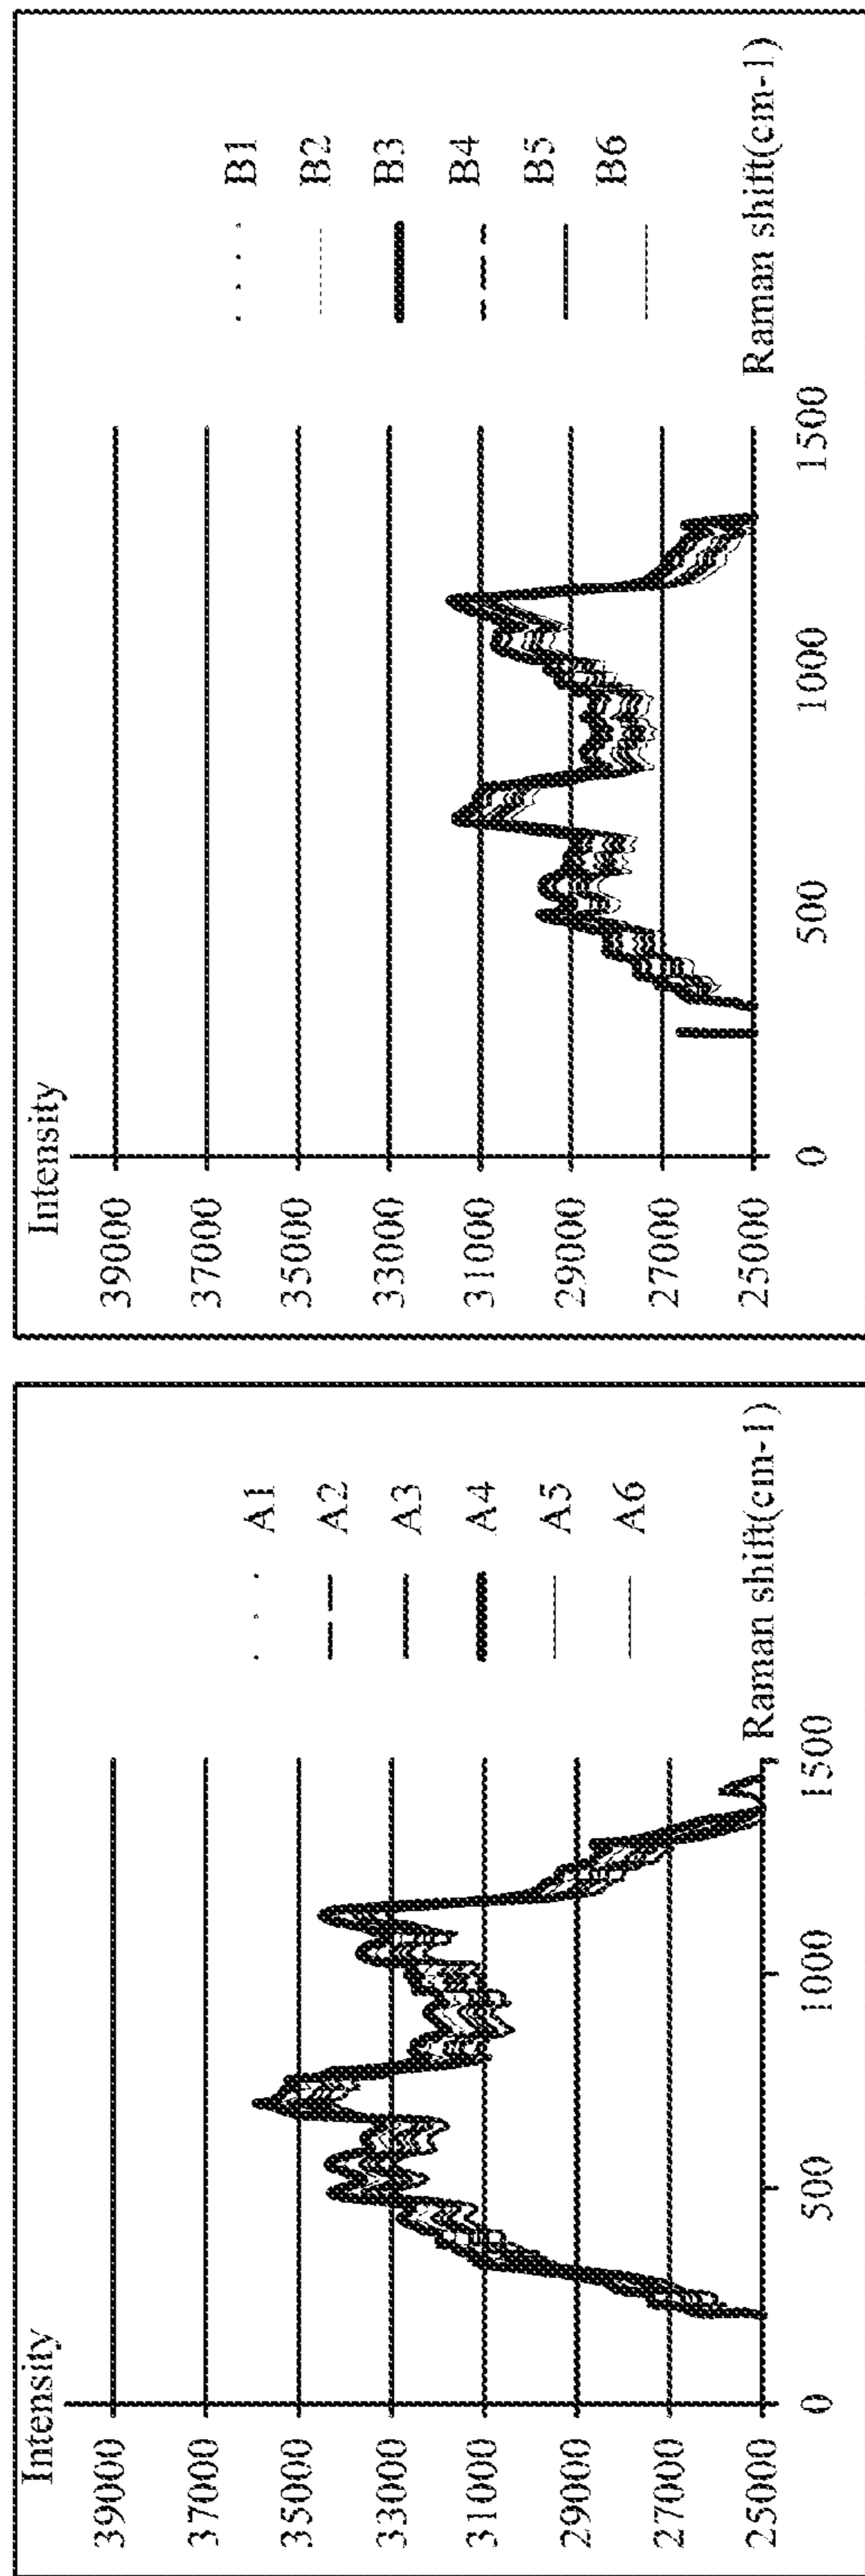 Intensity
39000
37000
35000
33000
31000
29000
27000
25000
0
500
1000
1500
Raman shift(cm-1)
A1
A2
A3
A4
A5
A6
Intensity
39000
37000
35000
33000
31000
29000
27000
25000
0
500
1000
1500
Raman shift(cm-1)
B1
B2
B3
B4
B5
B6